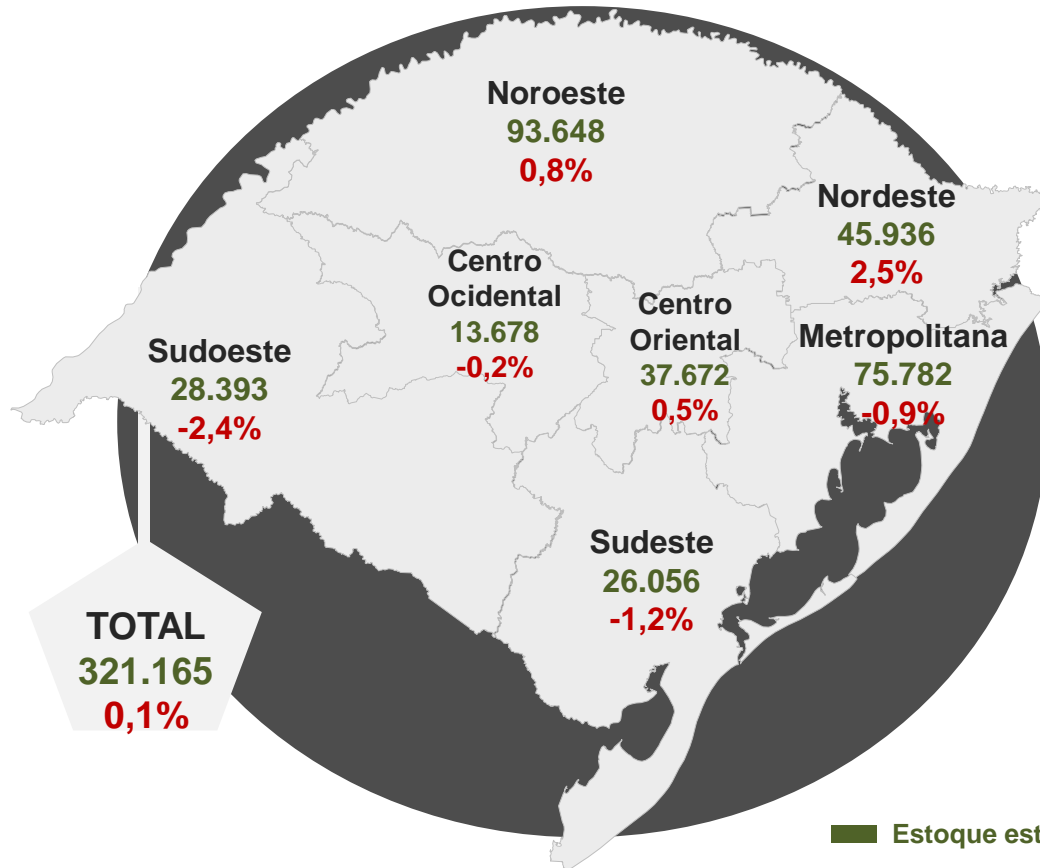 Noroeste
93.648
0,8%
Nordeste
45.936
2,5%
Centro
Ocidental
13.678
-0,2%
Centro
Oriental
37.672
0,5%
Metropolitana
75.782
-0,9%
Sudoeste
28.393
-2,4%
Sudeste
26.056
-1,2%
TOTAL
321.165
0,1%
Estoque est